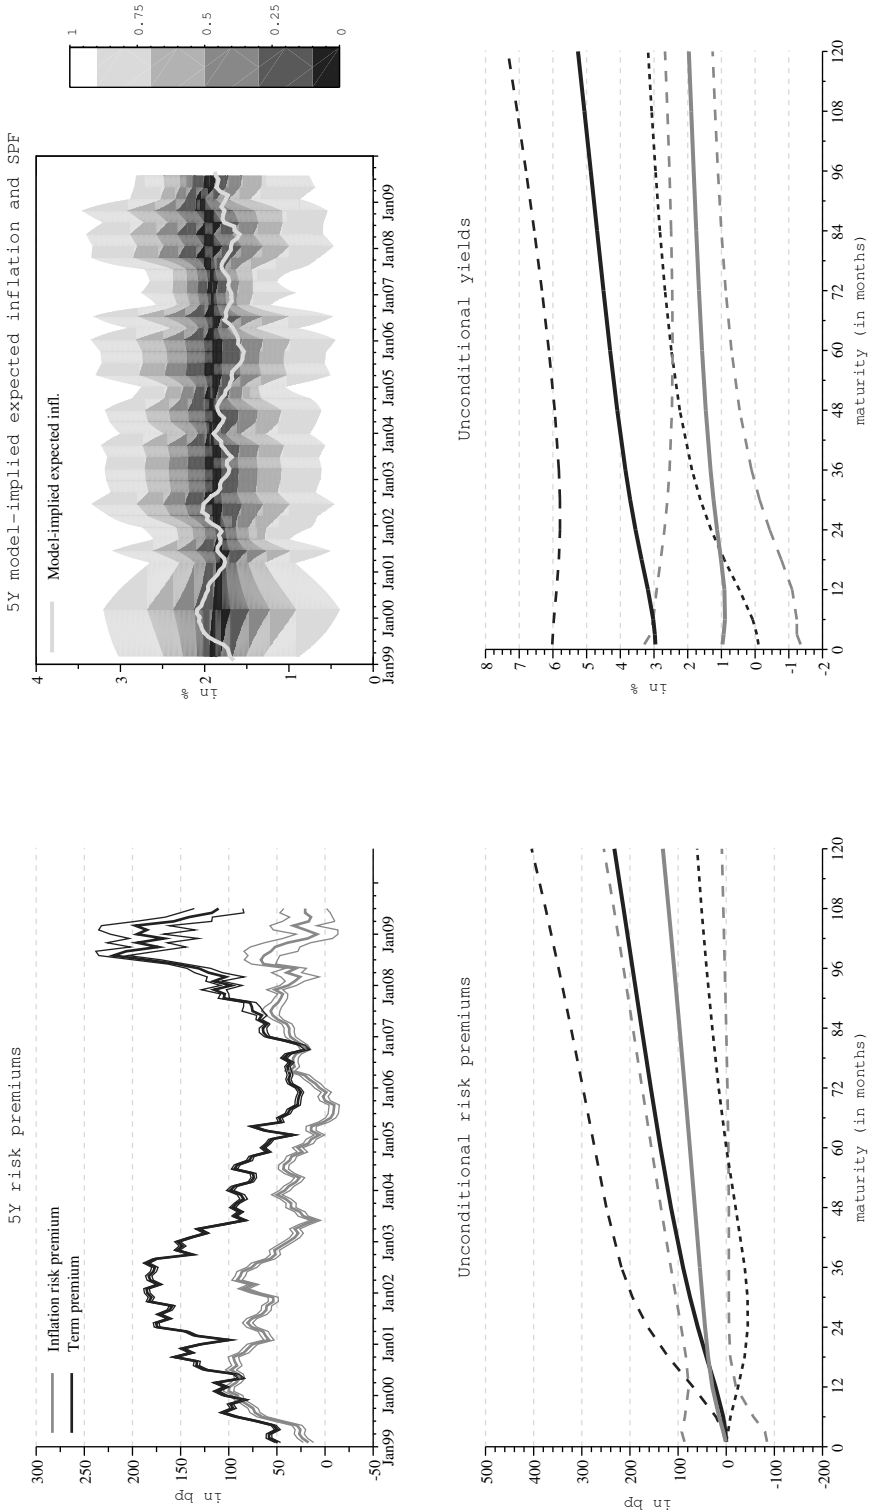 5Y risk premiums
Inflation risk premium
Term premium
300
250
200
150
100
50
0
-50
in bp
Jan99 Jan00 Jan01 Jan02 Jan03 Jan04 Jan05 Jan06 Jan07 Jan08 Jan09
5Y model-implied expected inflation and SPF
Model-implied expected infl.
4
3
2
1
0
in %
Jan99 Jan00 Jan01 Jan02 Jan03 Jan04 Jan05 Jan06 Jan07 Jan08 Jan09
1
0.75
0.5
0.25
0
Unconditional risk premiums
500
400
300
200
100
0
-100
in bp
0 12 24 36 48 60 72 84 96 108 120
maturity (in months)
Unconditional yields
8
7
6
5
4
3
2
1
0
-1
-2
in %
0 12 24 36 48 60 72 84 96 108 120
maturity (in months)